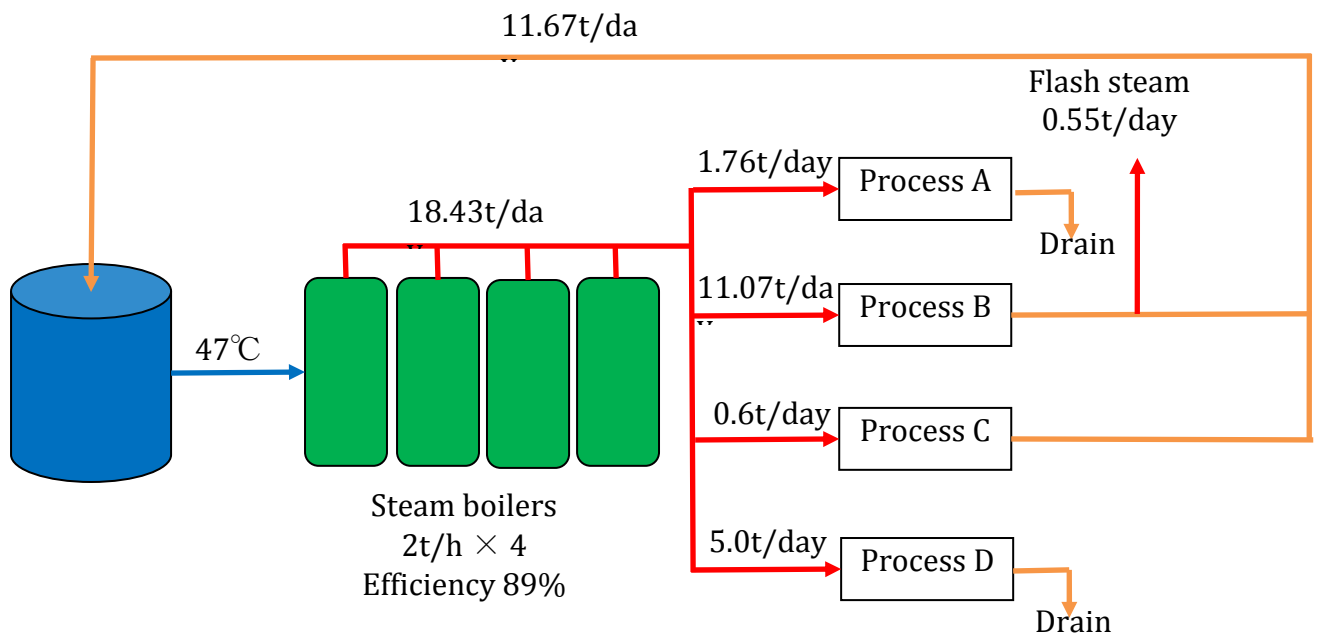 11.67t/da
Flash steam
0.55t/day
1.76t/day
Process A
18.43t/da
Drain
11.07t/da
Process B
47℃
0.6t/day
Process C
Steam boilers
2t/h × 4
Efficiency 89%
5.0t/day
Process D
Drain